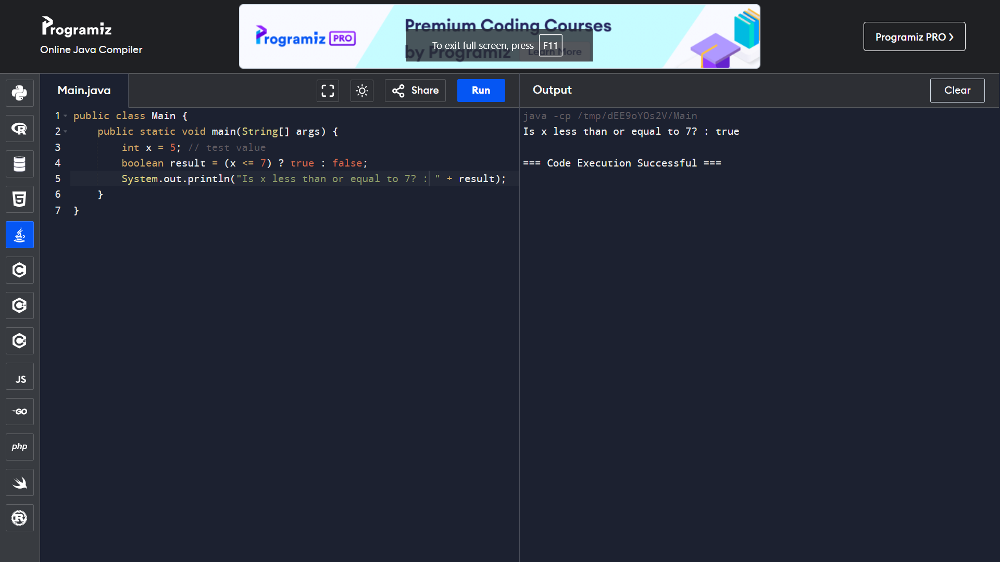 Programiz
Online Java Compiler
Programiz PRO
Premium Coding Courses
by Programiz
Learn More
To exit full screen, press F11
Programiz PRO ❯
Main.java
Share
Run
Output
Clear
1 public class Main {
2     public static void main(String[] args) {
3         int x = 5; // test value
4         boolean result = (x <= 7) ? true : false;
5         System.out.println("Is x less than or equal to 7? : " + result);
6     }
7 }
java -cp /tmp/dEE9oYOs2V/Main
Is x less than or equal to 7? : true
=== Code Execution Successful ===
R
5
C
C++
C#
JS
GO
php
R